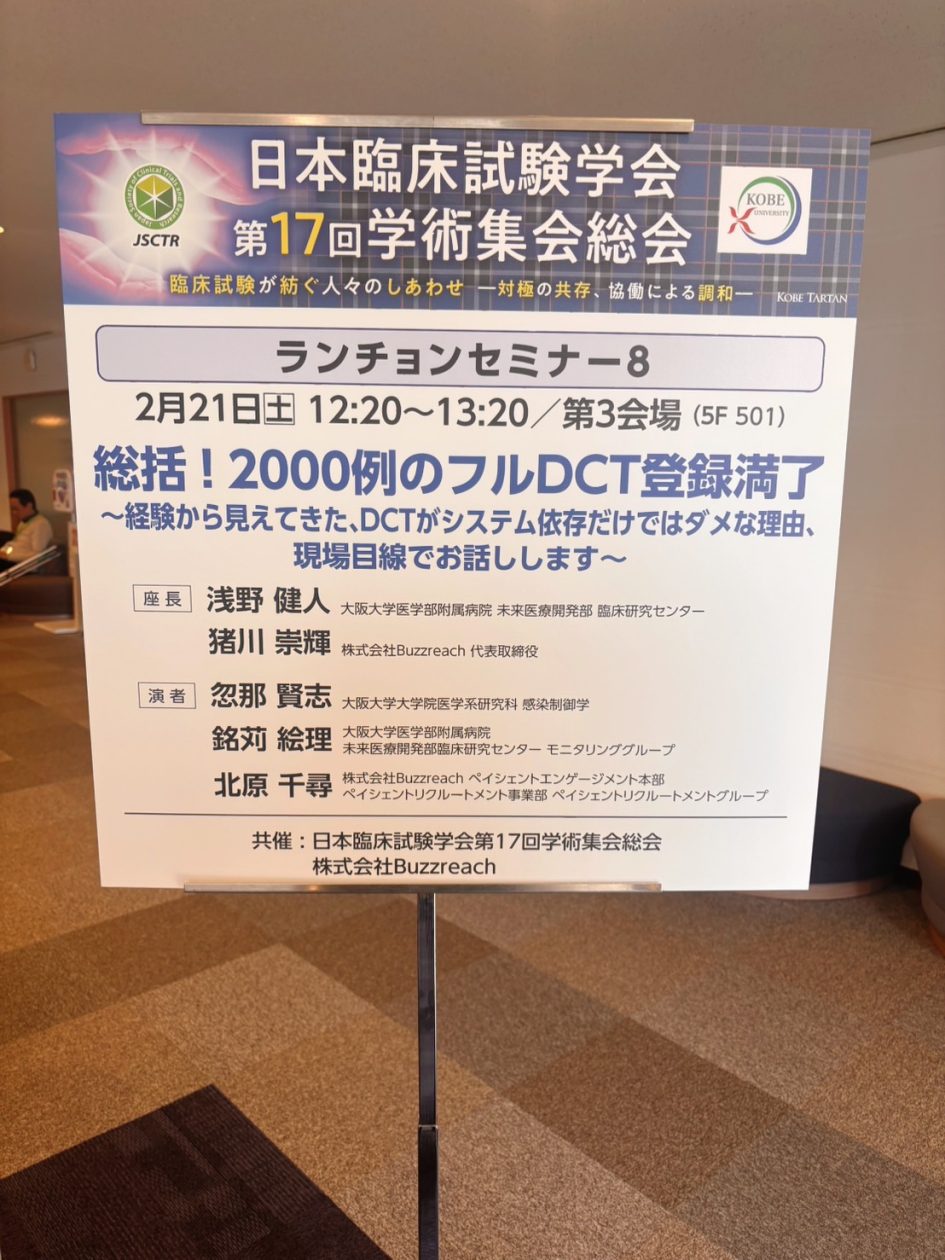 日本臨床試験学会
第17回学術集会総会
臨床試験が紡ぐ人々のしあわせ ―対極の共存、協働による調和―
Japan Society of Clinical Trials and Research
JSCTR
KOBE
UNIVERSITY
KOBE TARTAN
ランチョンセミナー8
2月21日土 12:20～13:20／第3会場（5F 501）
総括！2000例のフルDCT登録満了
～経験から見えてきた、DCTがシステム依存だけではダメな理由、
現場目線でお話しします～
座長 浅野 健人 大阪大学医学部附属病院 未来医療開発部 臨床研究センター
猪川 崇輝 株式会社Buzzreach 代表取締役
演者 忽那 賢志 大阪大学大学院医学系研究科 感染制御学
銘苅 絵理 大阪大学医学部附属病院
未来医療開発部臨床研究センター モニタリンググループ
北原 千尋 株式会社Buzzreach ペイシェントエンゲージメント本部
ペイシェントリクルートメント事業部 ペイシェントリクルートメントグループ
共催：日本臨床試験学会第17回学術集会総会
株式会社Buzzreach